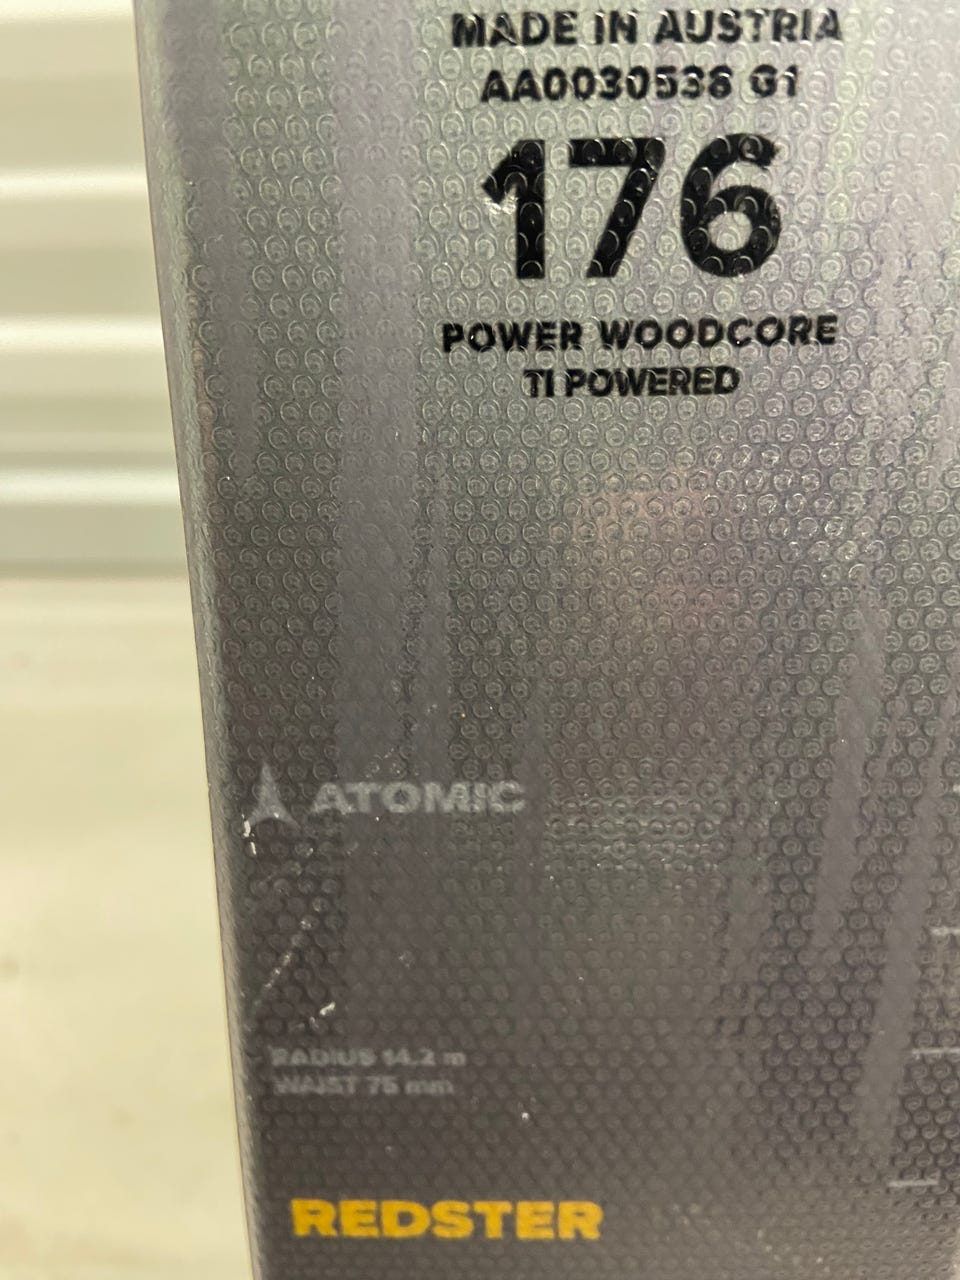 MADE IN AUSTRIA
AA0030538 G1
176
POWER WOODCORE
TI POWERED
ATOMIC
RADIUS 14.2 m
WAIST 75 mm
REDSTER